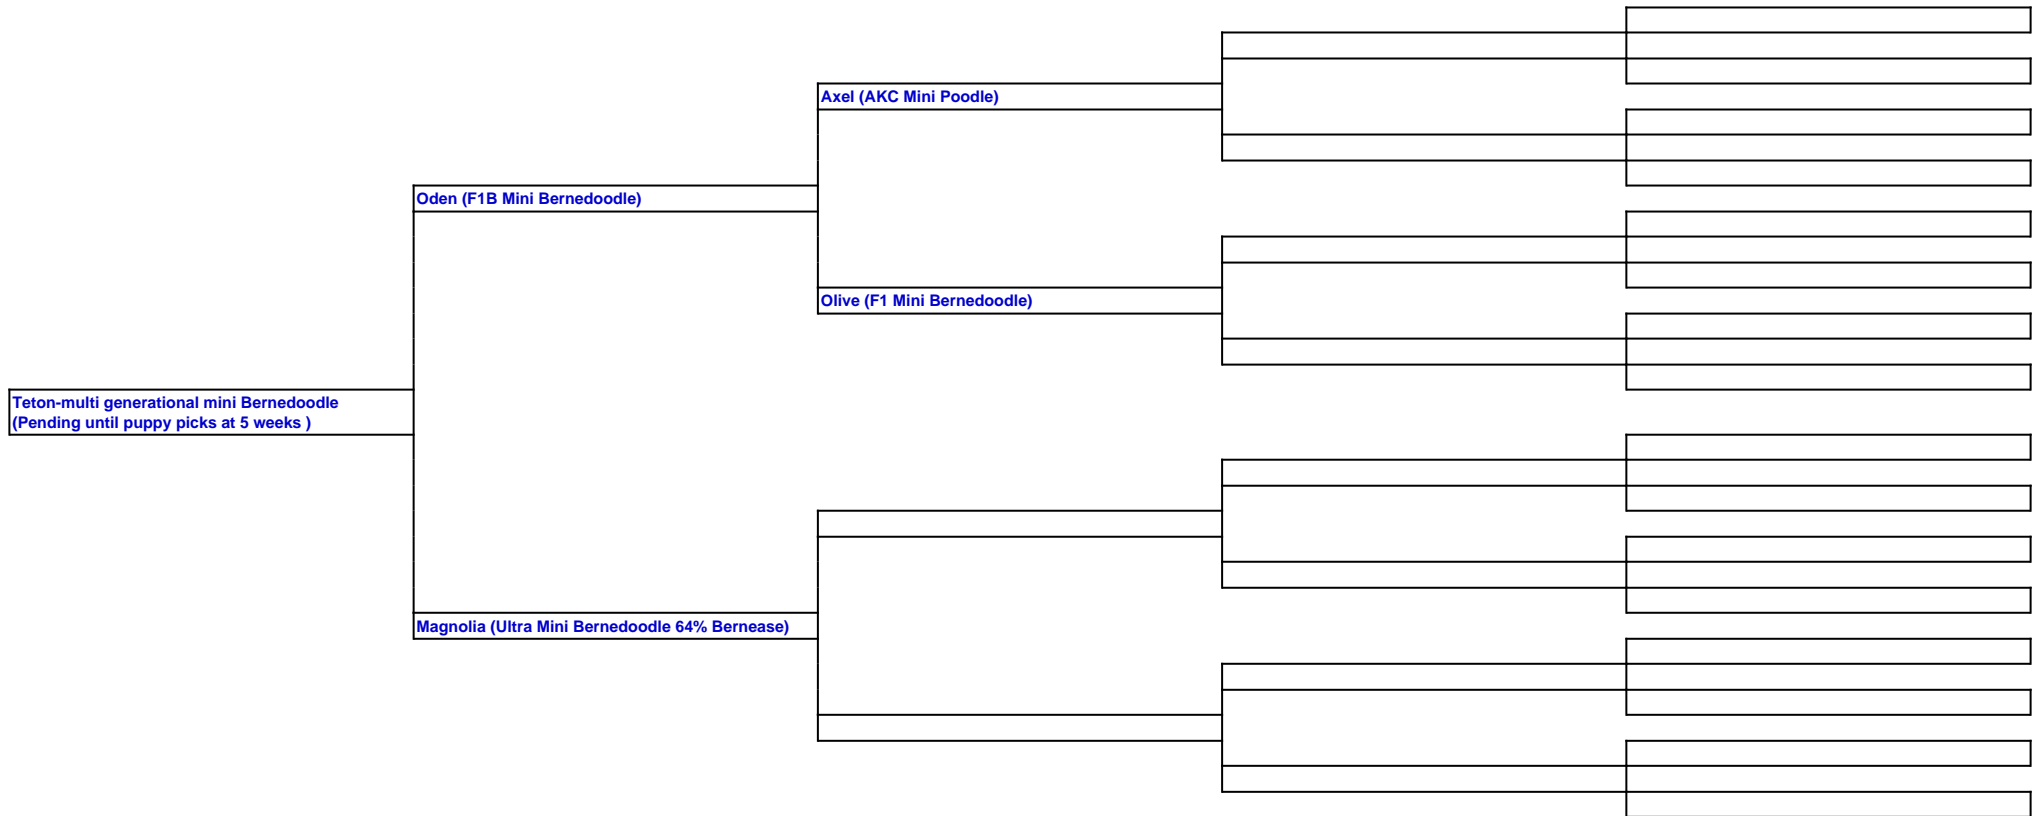 Axel (AKC Mini Poodle)
Oden (F1B Mini Bernedoodle)
Olive (F1 Mini Bernedoodle)
Teton-multi generational mini Bernedoodle
(Pending until puppy picks at 5 weeks )
Magnolia (Ultra Mini Bernedoodle 64% Bernease)